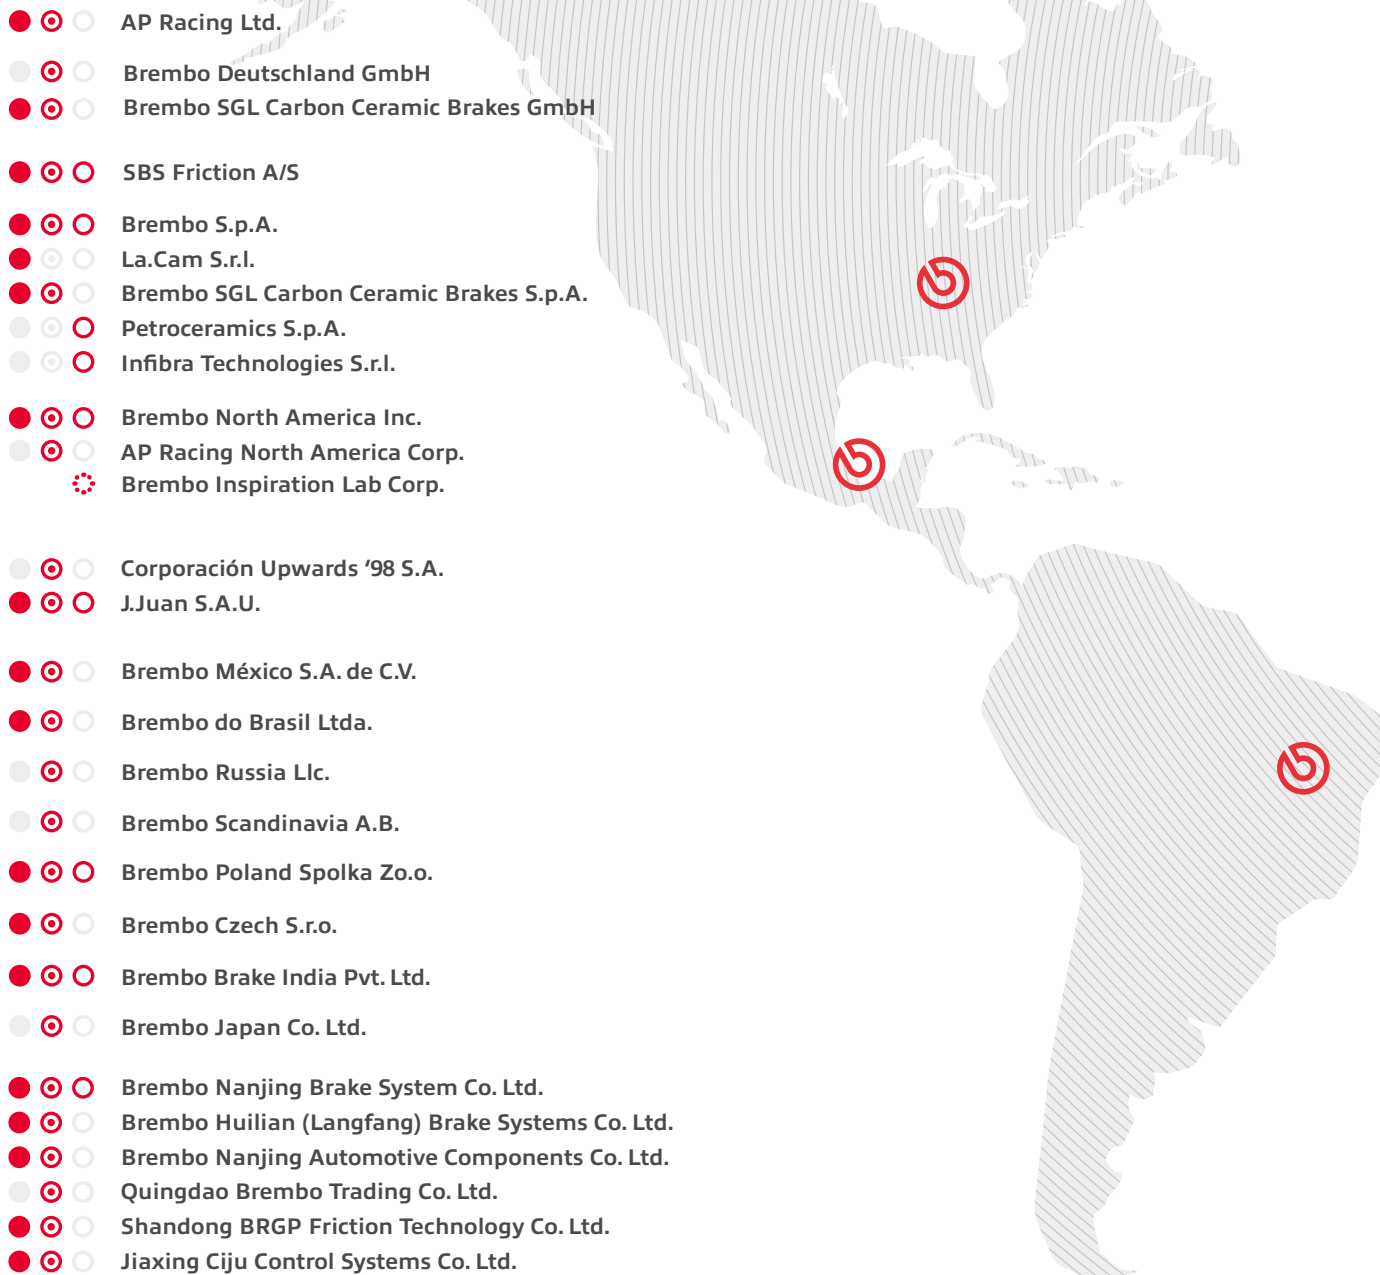 AP Racing Ltd.
Brembo Deutschland GmbH
Brembo SGL Carbon Ceramic Brakes GmbH
SBS Friction A/S
Brembo S.p.A.
La.Cam S.r.l.
Brembo SGL Carbon Ceramic Brakes S.p.A.
Petroceramics S.p.A.
Infibra Technologies S.r.l.
Brembo North America Inc.
AP Racing North America Corp.
Brembo Inspiration Lab Corp.
Corporación Upwards ‘98 S.A.
J.Juan S.A.U.
Brembo México S.A. de C.V.
Brembo do Brasil Ltda.
Brembo Russia Llc.
Brembo Scandinavia A.B.
Brembo Poland Spolka Zo.o.
Brembo Czech S.r.o.
Brembo Brake India Pvt. Ltd.
Brembo Japan Co. Ltd.
Brembo Nanjing Brake System Co. Ltd.
Brembo Huilian (Langfang) Brake Systems Co. Ltd.
Brembo Nanjing Automotive Components Co. Ltd.
Quingdao Brembo Trading Co. Ltd.
Shandong BRGP Friction Technology Co. Ltd.
Jiaxing Ciju Control Systems Co. Ltd.